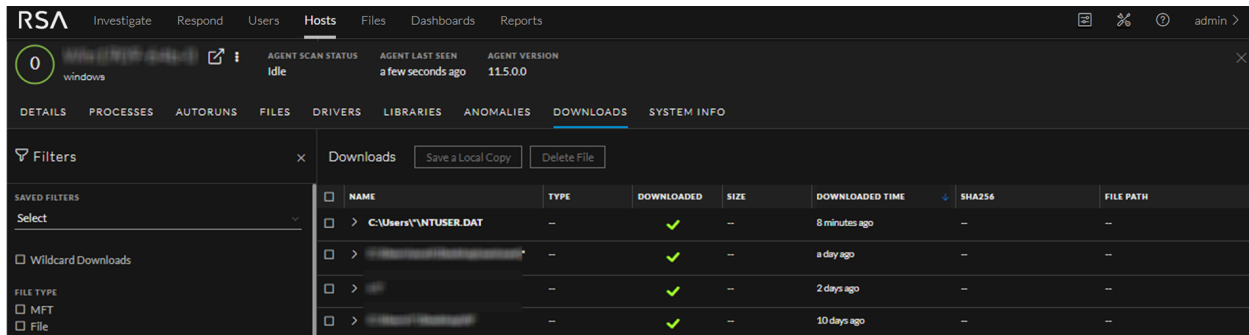 RSA Investigate Respond Users Hosts Files Dashboards Reports admin >
0 windows
AGENT SCAN STATUS AGENT LAST SEEN AGENT VERSION
Idle a few seconds ago 11.5.0.0
DETAILS PROCESSES AUTORUNS FILES DRIVERS LIBRARIES ANOMALIES DOWNLOADS SYSTEM INFO
Filters
Downloads Save a Local Copy Delete File
SAVED FILTERS
Select
Wildcard Downloads
FILE TYPE
MFT
File
NAME TYPE DOWNLOADED SIZE DOWNLOADED TIME SHA256 FILE PATH
C:\Users\*\NTUSER.DAT -- -- 8 minutes ago -- --
-- -- a day ago -- --
-- -- 2 days ago -- --
-- -- 10 days ago -- --